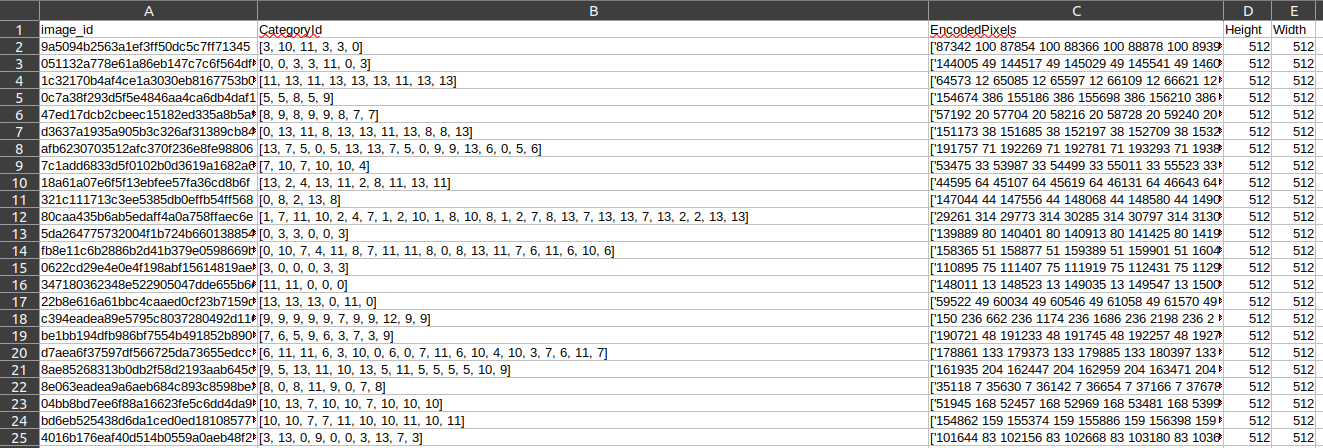 A B C D E
1 image_id CategoryId EncodedPixels Height Width
2 9a5094b2563a1ef3ff50dc5c7ff71345 [3, 10, 11, 3, 3, 0] ['87342 100 87854 100 88366 100 88878 100 8939 512 512
3 051132a778e61a86eb147c7c6f564df [0, 0, 3, 3, 11, 0, 3] ['144005 49 144517 49 145029 49 145541 49 1460 512 512
4 1c32170b4af4ce1a3030eb8167753b0 [11, 13, 11, 13, 13, 13, 11, 13, 13] ['64573 12 65085 12 65597 12 66109 12 66621 12 512 512
5 0c7a38f293d5f5e4846aa4ca6db4daf1 [5, 5, 8, 5, 9] ['154674 386 155186 386 155698 386 156210 386 512 512
6 47ed17dcb2cbeec15182ed335a8b5a [8, 9, 8, 9, 9, 8, 7, 7] ['57192 20 57704 20 58216 20 58728 20 59240 20 512 512
7 d3637a1935a905b3c326af31389cb84 [0, 13, 11, 8, 13, 13, 11, 13, 8, 8, 13] ['151173 38 151685 38 152197 38 152709 38 1532 512 512
8 afb6230703512afc370f236e8fe98806 [13, 7, 5, 0, 5, 13, 13, 7, 5, 0, 9, 9, 13, 6, 0, 5, 6] ['191757 71 192269 71 192781 71 193293 71 1938 512 512
9 7c1add6833d5f0102b0d3619a1682a6 [7, 10, 7, 10, 10, 4] ['53475 33 53987 33 54499 33 55011 33 55523 33 512 512
10 18a61a07e6f5f13ebfee57fa36cd8b6f [13, 2, 4, 13, 11, 2, 8, 11, 13, 11] ['44595 64 45107 64 45619 64 46131 64 46643 64 512 512
11 321c111713c3ee5385db0effb54ff568 [0, 8, 2, 13, 8] ['147044 44 147556 44 148068 44 148580 44 1490 512 512
12 80caa435b6ab5edaff4a0a758ffaec6e [1, 7, 11, 10, 2, 4, 7, 1, 2, 10, 1, 8, 10, 8, 1, 2, 7, 8, 13, 7, 13, 13, 7, 13, 2, 2, 13, 13] ['29261 314 29773 314 30285 314 30797 314 3130 512 512
13 5da264775732004f1b724b660138854 [0, 3, 3, 0, 0, 3] ['139889 80 140401 80 140913 80 141425 80 1419 512 512
14 fb8e11c6b2886b2d41b379e0598669b [0, 10, 7, 4, 11, 8, 7, 11, 11, 8, 0, 8, 13, 11, 7, 6, 11, 6, 10, 6] ['158365 51 158877 51 159389 51 159901 51 1604 512 512
15 0622cd29e4e0e4f198abf15614819ae [3, 0, 0, 0, 3, 3] ['110895 75 111407 75 111919 75 112431 75 1129 512 512
16 347180362348e522905047dde655b6 [11, 11, 0, 0, 0] ['148011 13 148523 13 149035 13 149547 13 1500 512 512
17 22b8e616a61bbc4caaed0cf23b7159 [13, 13, 13, 0, 11, 0] ['59522 49 60034 49 60546 49 61058 49 61570 49 512 512
18 c394eadea89e5795c8037280492d11 [9, 9, 9, 9, 9, 7, 9, 9, 12, 9, 9] ['150 236 662 236 1174 236 1686 236 2198 236 2 512 512
19 be1bb194dfb986bf7554b491852b890 [7, 6, 5, 9, 6, 3, 7, 3, 9] ['190721 48 191233 48 191745 48 192257 48 1927 512 512
20 d7aea6f37597df566725da73655edcc [6, 11, 11, 6, 3, 10, 0, 6, 0, 7, 11, 6, 10, 4, 10, 3, 7, 6, 11, 7] ['178861 133 179373 133 179885 133 180397 133 512 512
21 8ae85268313b0db2f58d2193aab645 [9, 5, 13, 11, 10, 13, 5, 11, 5, 5, 5, 5, 10, 9] ['161935 204 162447 204 162959 204 163471 204 512 512
22 8e063eadea9a6aeb684c893c8598be [8, 0, 8, 11, 9, 0, 7, 8] ['35118 7 35630 7 36142 7 36654 7 37166 7 37678 512 512
23 04bb8bd7ee6f88a16623fe5c6dd4da9 [10, 13, 7, 10, 10, 7, 10, 10, 10] ['51945 168 52457 168 52969 168 53481 168 5399 512 512
24 bd6eb525438d6da1ced0ed18108577 [10, 10, 7, 7, 11, 10, 10, 11, 10, 11] ['154862 159 155374 159 155886 159 156398 159 512 512
25 4016b176eaf40d514b0559a0aeb48f2 [3, 13, 0, 9, 0, 0, 3, 13, 7, 3] ['101644 83 102156 83 102668 83 103180 83 1036 512 512